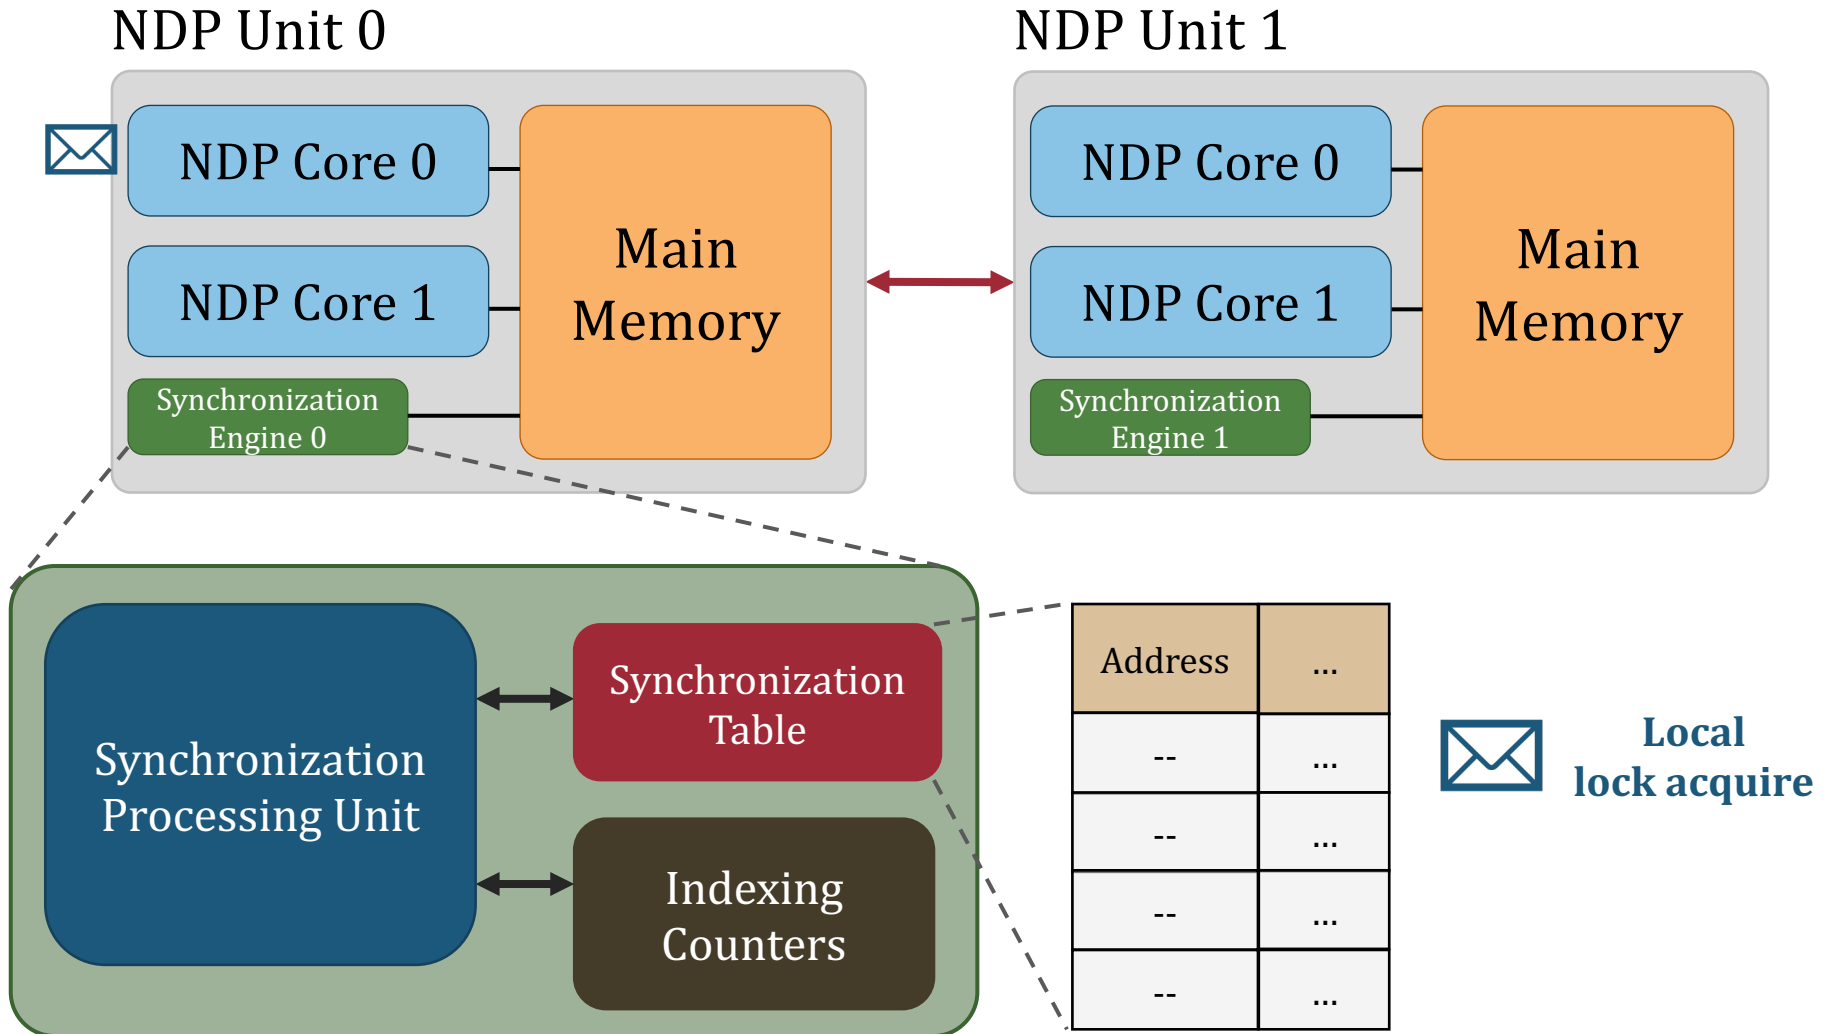 NDP Unit 0
NDP Unit 1
NDP Core 0
NDP Core 1
Synchronization
Engine 0
Main
Memory
NDP Core 0
NDP Core 1
Synchronization
Engine 1
Main
Memory
Synchronization
Processing Unit
Synchronization
Table
Indexing
Counters
Address ...
-- ...
-- ...
-- ...
-- ...
Local
lock acquire